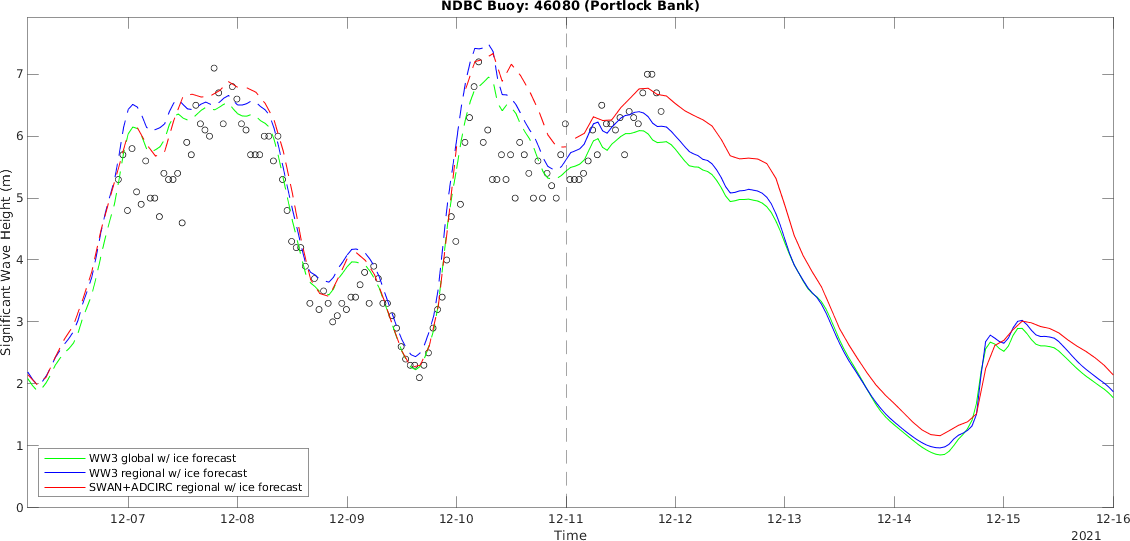 NDBC Buoy: 46080 (Portlock Bank)
Significant Wave Height (m)
7
6
5
4
3
2
1
0
WW3 global w/ ice forecast
WW3 regional w/ ice forecast
SWAN+ADCIRC regional w/ ice forecast
12-07 12-08 12-09 12-10 12-11 12-12 12-13 12-14 12-15 12-16
Time
2021